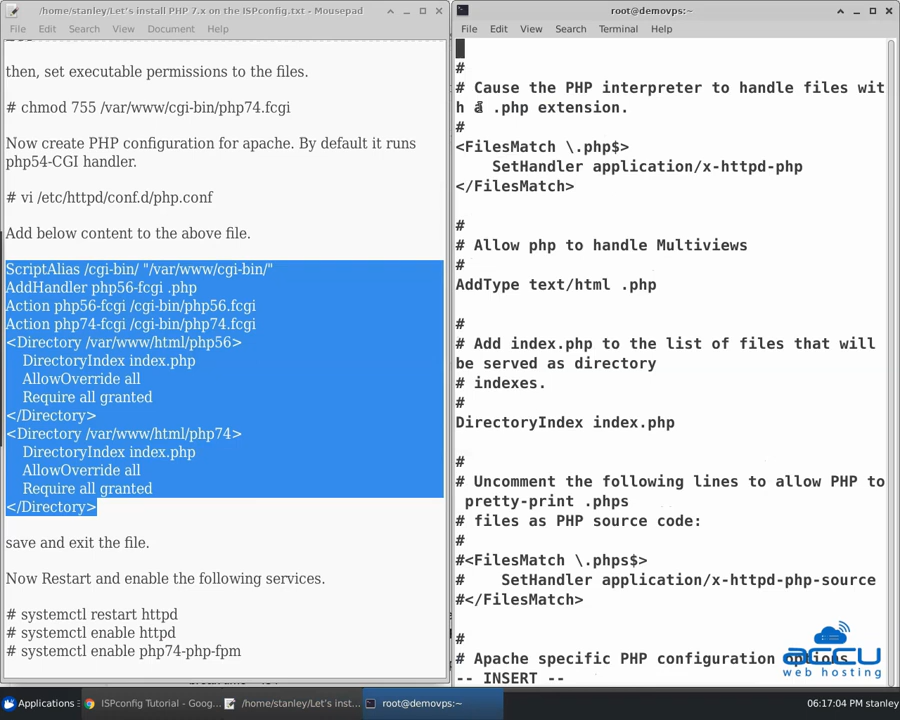 /home/stanley/Let's install PHP 7.x on the ISPconfig.txt - Mousepad
File Edit Search View Document Help
then, set executable permissions to the files.
# chmod 755 /var/www/cgi-bin/php74.fcgi
Now create PHP configuration for apache. By default it runs
php54-CGI handler.
# vi /etc/httpd/conf.d/php.conf
Add below content to the above file.
ScriptAlias /cgi-bin/ "/var/www/cgi-bin/"
AddHandler php56-fcgi .php
Action php56-fcgi /cgi-bin/php56.fcgi
Action php74-fcgi /cgi-bin/php74.fcgi
<Directory /var/www/html/php56>
DirectoryIndex index.php
AllowOverride all
Require all granted
</Directory>
<Directory /var/www/html/php74>
DirectoryIndex index.php
AllowOverride all
Require all granted
</Directory>
save and exit the file.
Now Restart and enable the following services.
# systemctl restart httpd
# systemctl enable httpd
# systemctl enable php74-php-fpm
root@demovps:~
File Edit View Search Terminal Help
#
# Cause the PHP interpreter to handle files wit
h a .php extension.
#
<FilesMatch \.php$>
SetHandler application/x-httpd-php
</FilesMatch>
#
# Allow php to handle Multiviews
#
AddType text/html .php
#
# Add index.php to the list of files that will
be served as directory
# indexes.
#
DirectoryIndex index.php
#
# Uncomment the following lines to allow PHP to
pretty-print .phps
# files as PHP source code:
#
#<FilesMatch \.phps$>
#    SetHandler application/x-httpd-php-source
#</FilesMatch>
#
# Apache specific PHP configuration options
-- INSERT --
ACCU
web hosting
Applications
ISPconfig Tutorial - Goog...
/home/stanley/Let's inst...
root@demovps:~
06:17:04 PM stanley